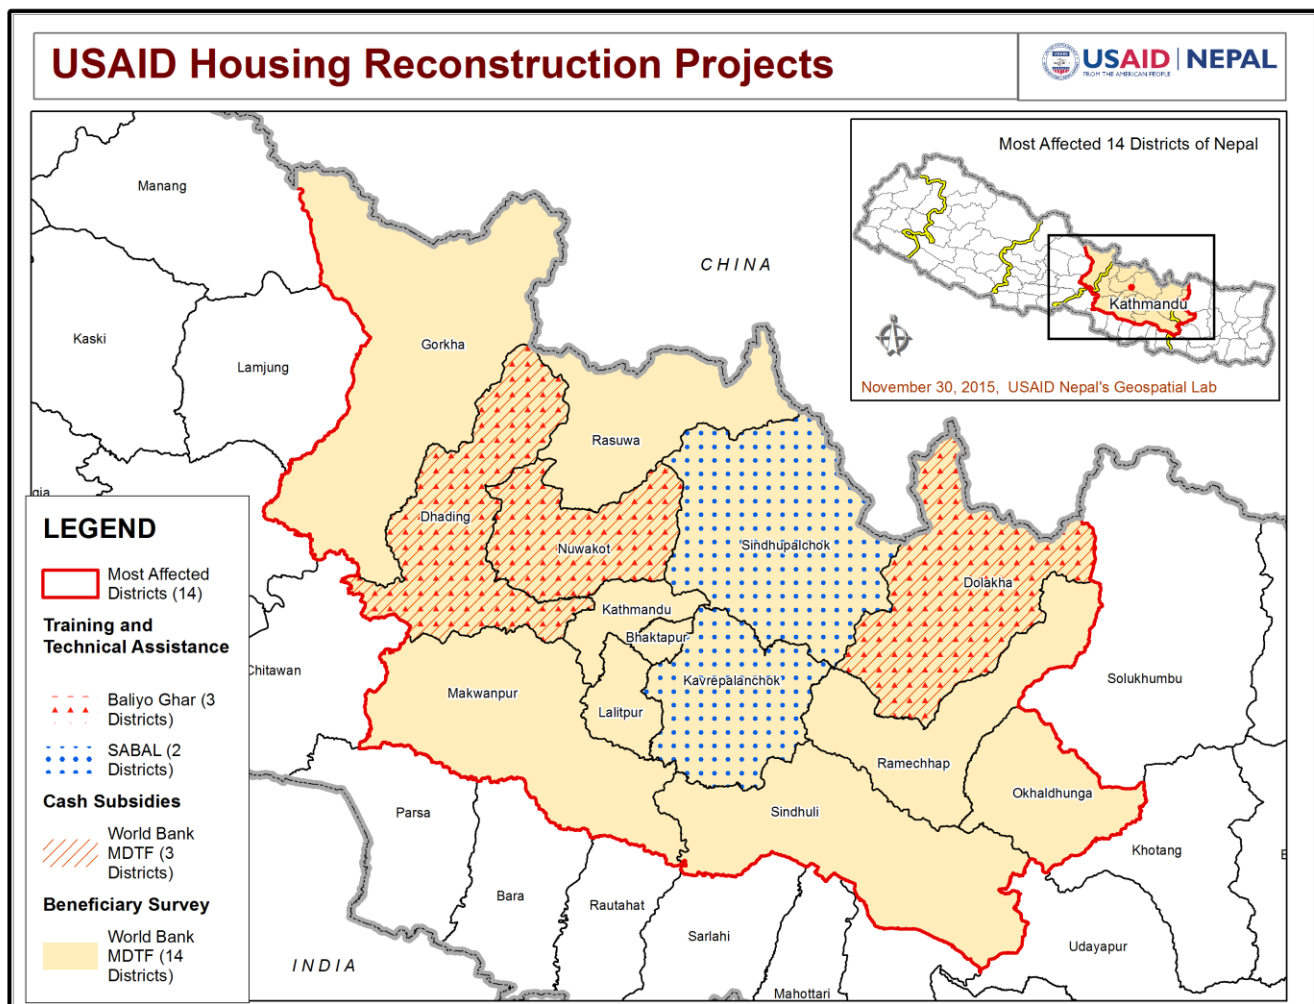 USAID Housing Reconstruction Projects
USAID | NEPAL
FROM THE AMERICAN PEOPLE
Most Affected 14 Districts of Nepal
Kathmandu
November 30, 2015, USAID Nepal's Geospatial Lab
Manang
CHINA
Kaski
Gorkha
Lamjung
Rasuwa
Dhading
Nuwakot
Sindhupalchok
Dolakha
Kathmandu
Bhaktapur
Chitawan
Kavrepalanchok
Solukhumbu
Makwanpur
Lalitpur
Ramechhap
Okhaldhunga
Parsa
Sindhuli
Khotang
Bara
Rautahat
Sarlahi
Udayapur
INDIA
Mahottari
LEGEND
Most Affected
Districts (14)
Training and
Technical Assistance
Baliyo Ghar (3
Districts)
SABAL (2
Districts)
Cash Subsidies
World Bank
MDTF (3
Districts)
Beneficiary Survey
World Bank
MDTF (14
Districts)